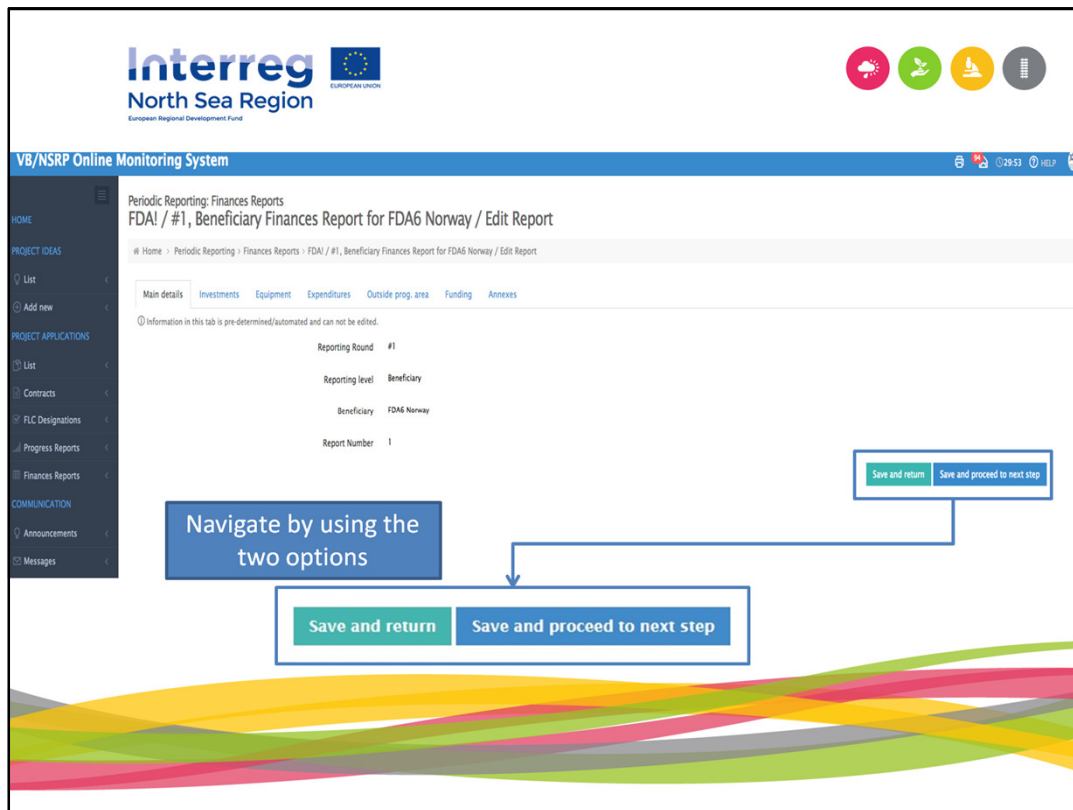 Interreg
EUROPEAN UNION
North Sea Region
European Regional Development Fund
VB/NSRP Online Monitoring System
94
29:53
HELP
HOME
PROJECT IDEAS
List
Add new
PROJECT APPLICATIONS
List
Contracts
FLC Designations
Progress Reports
Finances Reports
COMMUNICATION
Announcements
Messages
Periodic Reporting: Finances Reports
FDA! / #1, Beneficiary Finances Report for FDA6 Norway / Edit Report
Home > Periodic Reporting > Finances Reports > FDA! / #1, Beneficiary Finances Report for FDA6 Norway / Edit Report
Main details Investments Equipment Expenditures Outside prog. area Funding Annexes
Information in this tab is pre-determined/automated and can not be edited.
Reporting Round #1
Reporting level Beneficiary
Beneficiary FDA6 Norway
Report Number 1
Save and return Save and proceed to next step
Navigate by using the
two options
Save and return Save and proceed to next step